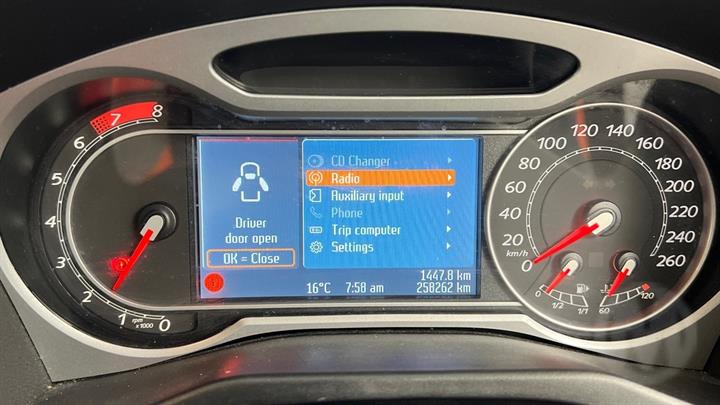 8
7
6
5
4
3
2
1
0
rpm
x1000
Driver
door open
OK = Close
CD Changer
Radio
Auxiliary input
Phone
Trip computer
Settings
1447.8 km
16°C 7:58 am 258262 km
0
20
40
60
80
100
120
140
160
180
200
220
240
260
km/h
0
1/2
1/1
60
120